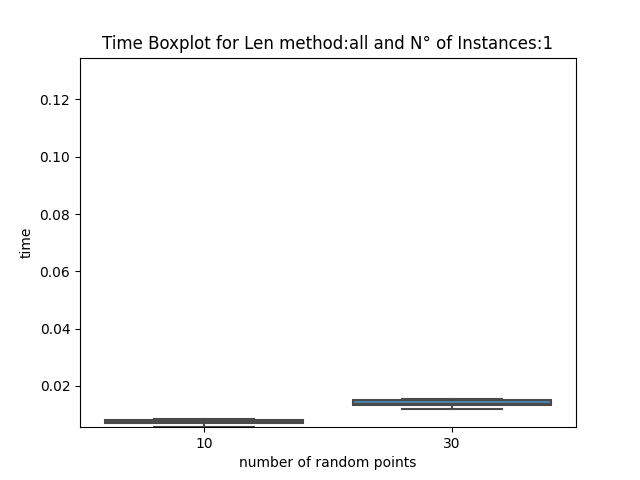 Time Boxplot for Len method:all and N° of Instances:1
0.12
0.10
0.08
0.06
0.04
0.02
time
10 30
number of random points